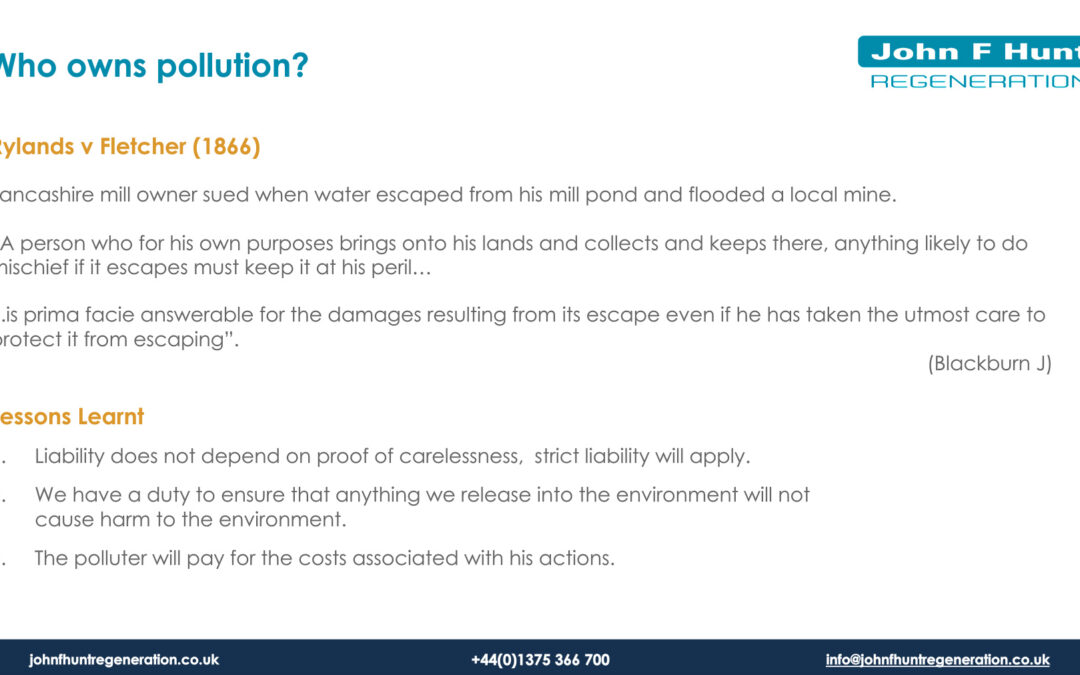 Who owns pollution?
John F Hunt
REGENERATION
Rylands v Fletcher (1866)
ancashire mill owner sued when water escaped from his mill pond and flooded a local mine.
A person who for his own purposes brings onto his lands and collects and keeps there, anything likely to do
mischief if it escapes must keep it at his peril…
.is prima facie answerable for the damages resulting from its escape even if he has taken the utmost care to
protect it from escaping”.
(Blackburn J)
essons Learnt
. Liability does not depend on proof of carelessness, strict liability will apply.
. We have a duty to ensure that anything we release into the environment will not
cause harm to the environment.
. The polluter will pay for the costs associated with his actions.
johnfhuntregeneration.co.uk
+44(0)1375 366 700
info@johnfhuntregeneration.co.uk